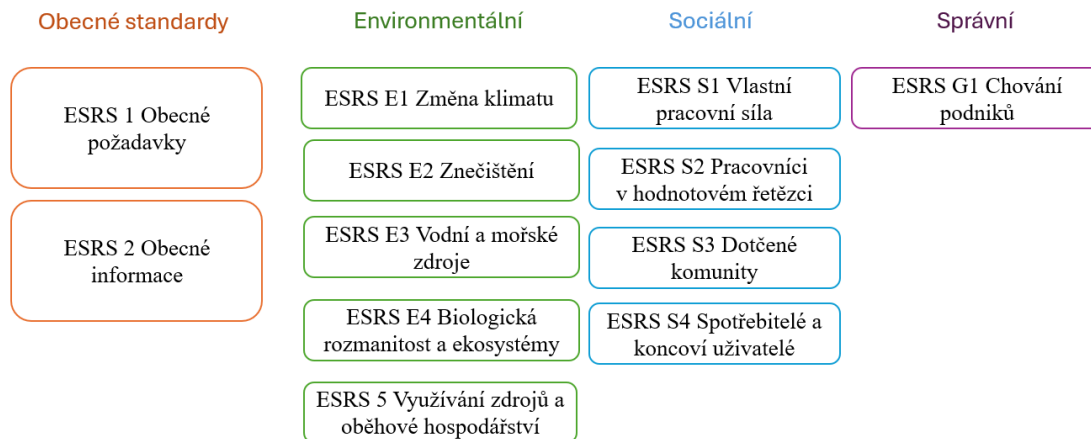 Obecné standardy
ESRS 1 Obecné
požadavky
ESRS 2 Obecné
informace
Environmentální
ESRS E1 Změna klimatu
ESRS E2 Znečištění
ESRS E3 Vodní a mořské
zdroje
ESRS E4 Biologická
rozmanitost a ekosystémy
ESRS 5 Využívání zdrojů a
oběhové hospodářství
Sociální
ESRS S1 Vlastní
pracovní síla
ESRS S2 Pracovníci
v hodnotovém řetězci
ESRS S3 Dotčené
komunity
ESRS S4 Spotřebitelé a
koncoví uživatelé
Správní
ESRS G1 Chování
podniků